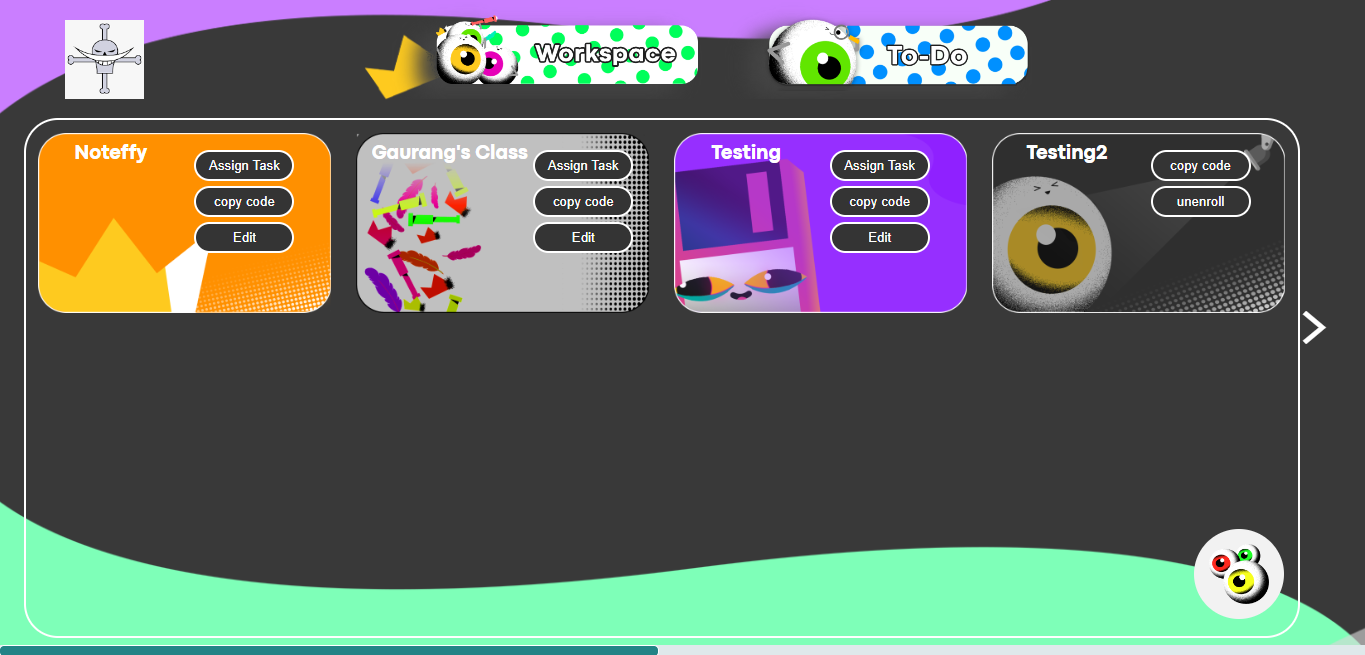 Workspace
To-Do
Noteffy
Assign Task
copy code
Edit
Gaurang's Class
Assign Task
copy code
Edit
Testing
Assign Task
copy code
Edit
Testing2
copy code
unenroll